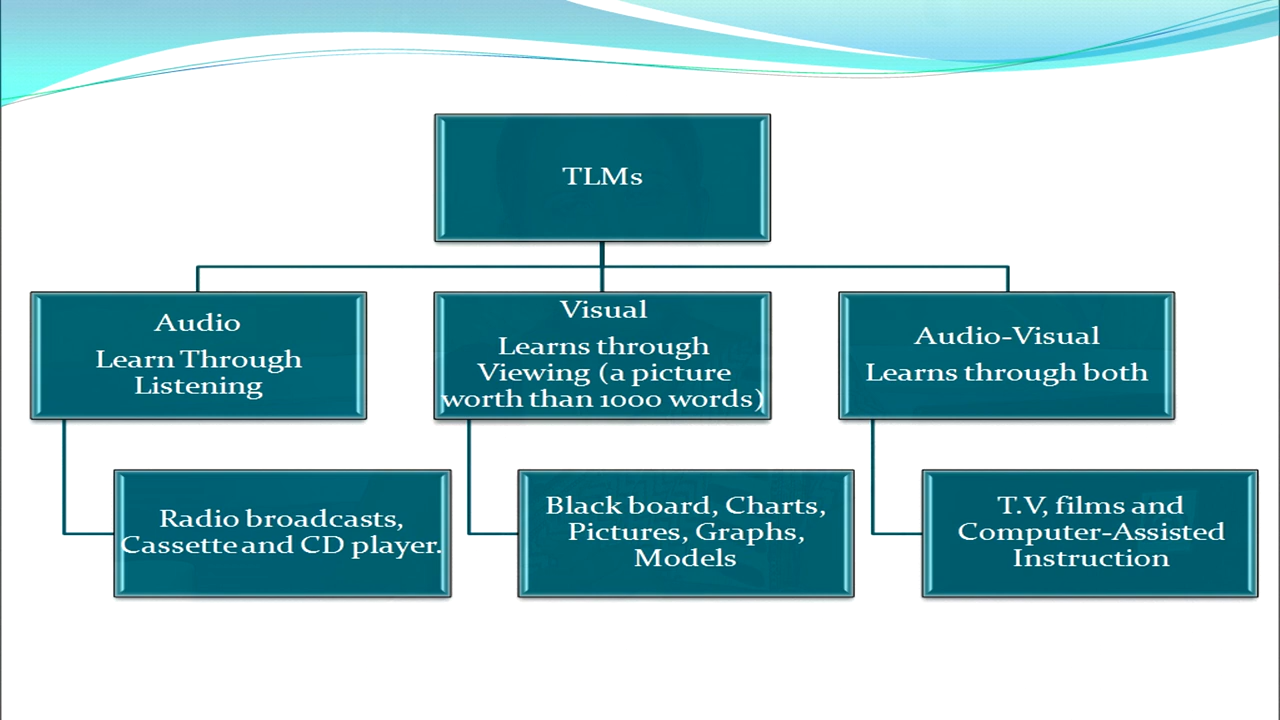 TLMs
Audio
Learn Through
Listening
Visual
Learns through
Viewing (a picture
worth than 1000 words)
Audio-Visual
Learns through both
Radio broadcasts,
Cassette and CD player.
Black board, Charts,
Pictures, Graphs,
Models
T.V, films and
Computer-Assisted
Instruction